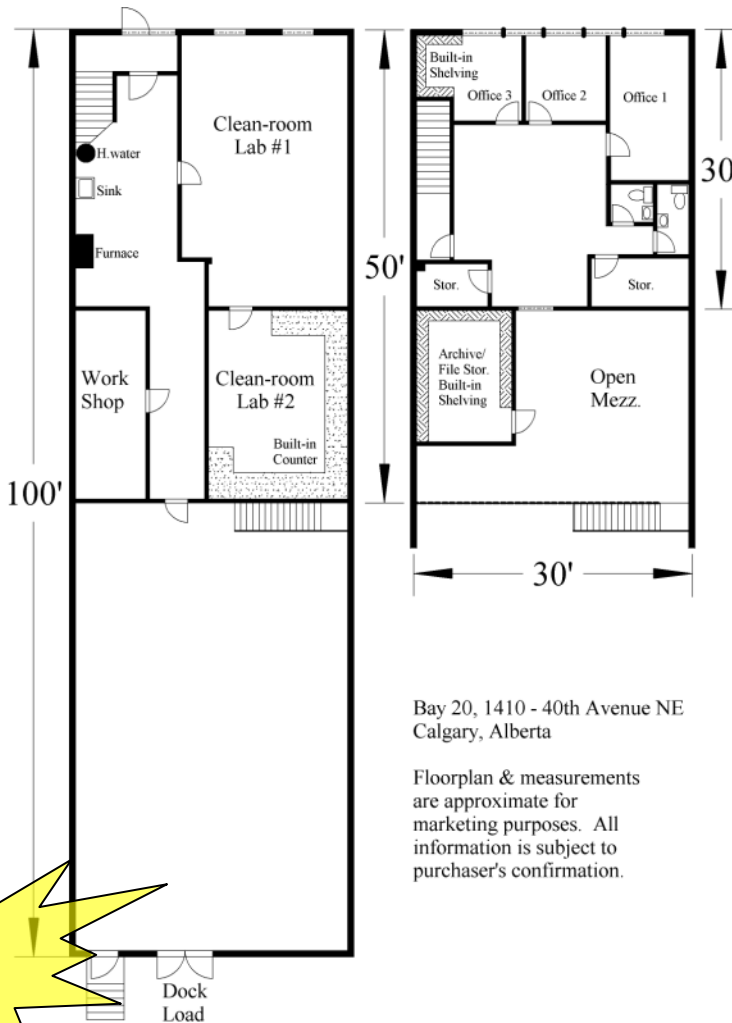 Clean-room
Lab #1
H.water
Sink
Furnace
Work
Shop
Clean-room
Lab #2
Built-in
Counter
100'
Dock
Load
Built-in
Shelving
Office 3
Office 2
Office 1
30'
50'
Stor.
Stor.
Archive/
File Stor.
Built-in
Shelving
Open
Mezz.
30'
Bay 20, 1410 - 40th Avenue NE
Calgary, Alberta
Floorplan & measurements
are approximate for
marketing purposes. All
information is subject to
purchaser's confirmation.